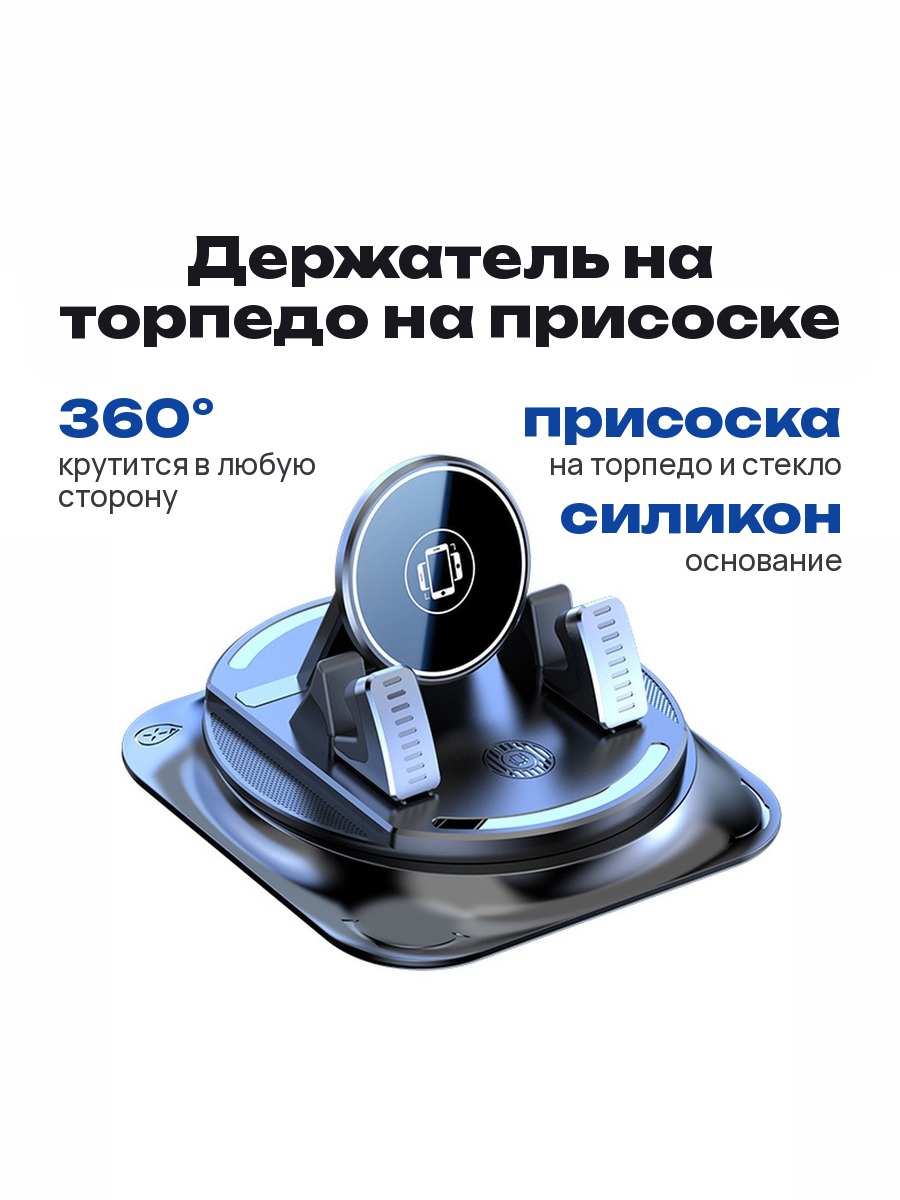 Держатель на
торпедо на присоске
360°
крутится в любую
сторону
присоска
на торпедо и стекло
силикон
основание